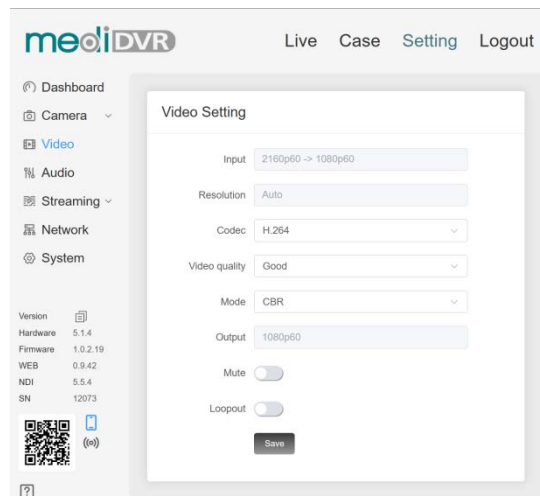 mediDVR
Live Case Setting Logout
Dashboard
Camera
Video
Audio
Streaming
Network
System
Version
Hardware 5.1.4
Firmware 1.0.2.19
WEB 0.9.42
NDI 5.5.4
SN 12073
?
Video Setting
Input 2160p60 -> 1080p60
Resolution Auto
Codec H.264
Video quality Good
Mode CBR
Output 1080p60
Mute
Loopout
Save